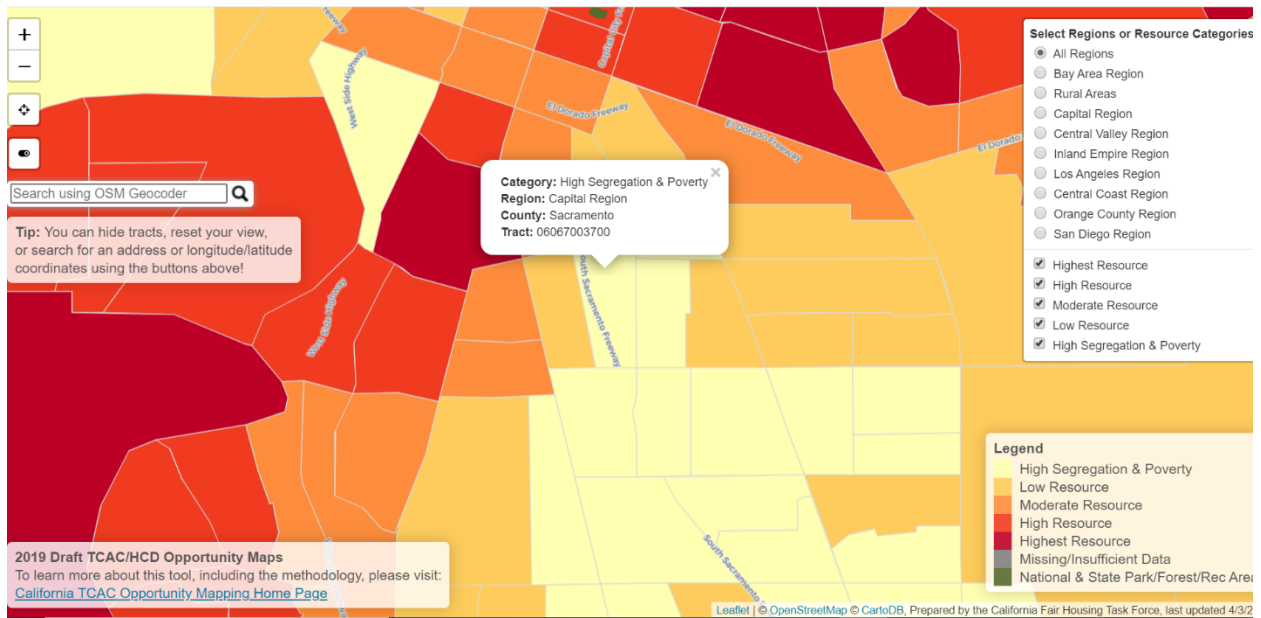 +
−
Search using OSM Geocoder
Tip: You can hide tracts, reset your view,
or search for an address or longitude/latitude
coordinates using the buttons above!
Freeway
West Side Highway
Capital City
El Dorado Freeway
El Dorado Freeway
El Dorado
Category: High Segregation & Poverty
Region: Capital Region
County: Sacramento
Tract: 06067003700
×
South Sacramento Freeway
West Side Highway
South Sacramento
Select Regions or Resource Categories
All Regions
Bay Area Region
Rural Areas
Capital Region
Central Valley Region
Inland Empire Region
Los Angeles Region
Central Coast Region
Orange County Region
San Diego Region
Highest Resource
High Resource
Moderate Resource
Low Resource
High Segregation & Poverty
Legend
High Segregation & Poverty
Low Resource
Moderate Resource
High Resource
Highest Resource
Missing/Insufficient Data
National & State Park/Forest/Rec Area
2019 Draft TCAC/HCD Opportunity Maps
To learn more about this tool, including the methodology, please visit:
California TCAC Opportunity Mapping Home Page
Leaflet | © OpenStreetMap © CartoDB, Prepared by the California Fair Housing Task Force, last updated 4/3/2